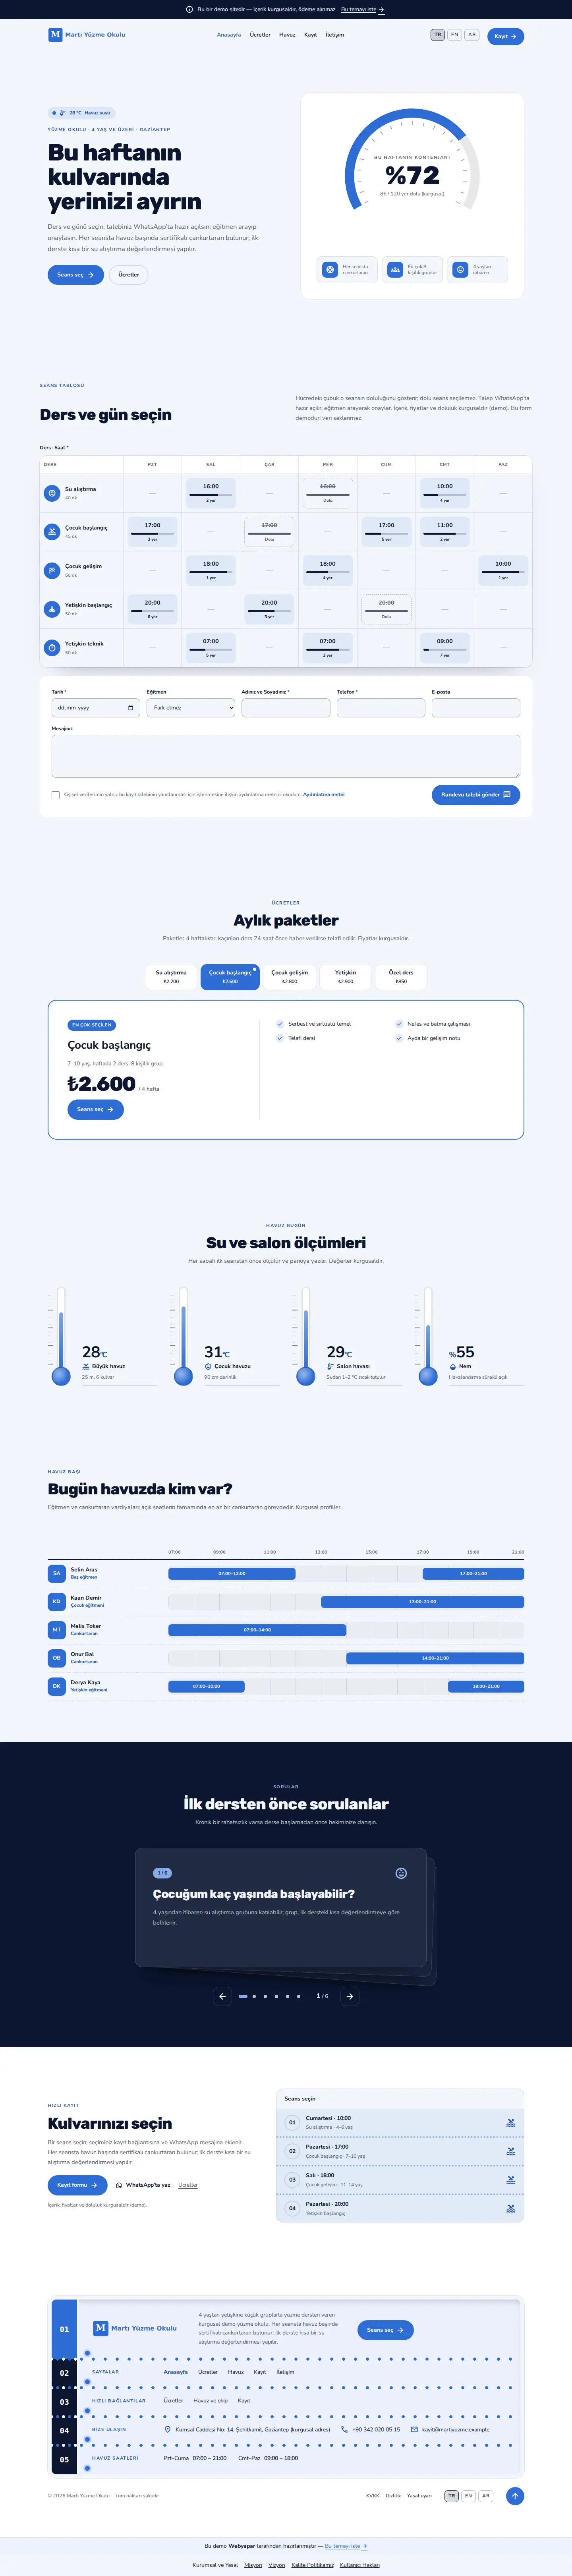 Bu bir demo sitedir — içerik kurgusaldır, ödeme alınmaz Bu temayı iste
M Martı Yüzme Okulu
Anasayfa Ücretler Havuz Kayıt İletişim
TR EN AR Kayıt
28 °C Havuz suyu
YÜZME OKULU · 4 YAŞ VE ÜZERİ · GAZİANTEP
Bu haftanın
kulvarında
yerinizi ayırın
Ders ve günü seçin, talebiniz WhatsApp'ta hazır açılsın; eğitmen arayıp
onaylasın. Her seansta havuz başında sertifikalı cankurtaran bulunur; ilk
derste kısa bir su alıştırma değerlendirmesi yapılır.
Seans seç Ücretler
BU HAFTANIN KONTENJANI
%72
86 / 120 yer dolu (kurgusal)
Her seansta
cankurtaran
En çok 8
kişilik gruplar
4 yaştan
itibaren
SEANS TABLOSU
Ders ve gün seçin
Hücredeki çubuk o seansın doluluğunu gösterir; dolu seans seçilemez. Talep WhatsApp'ta
hazır açılır, eğitmen arayarak onaylar. İçerik, fiyatlar ve doluluk kurgusaldır (demo). Bu form
demodur; veri saklanmaz.
Ders · Saat *
DERS PZT SAL ÇAR PER CUM CMT PAZ
Su alıştırma
40 dk
— 16:00 2 yer — 16:00 Dolu — 10:00 4 yer —
Çocuk başlangıç
45 dk
17:00 3 yer — 17:00 Dolu — 17:00 5 yer 11:00 2 yer —
Çocuk gelişim
50 dk
— 18:00 1 yer — 18:00 4 yer — — 10:00 1 yer
Yetişkin başlangıç
50 dk
20:00 6 yer — 20:00 3 yer — 20:00 Dolu — —
Yetişkin teknik
50 dk
— 07:00 5 yer — 07:00 2 yer — 09:00 7 yer —
Tarih * Eğitmen Adınız ve Soyadınız * Telefon * E-posta
dd.mm.yyyy Fark etmez
Mesajınız
Kişisel verilerimin yalnız bu kayıt talebinin yanıtlanması için işlenmesine ilişkin aydınlatma metnini okudum. Aydınlatma metni
Randevu talebi gönder
ÜCRETLER
Aylık paketler
Paketler 4 haftalıktır; kaçırılan ders 24 saat önce haber verilirse telafi edilir. Fiyatlar kurgusaldır.
Su alıştırma Çocuk başlangıç Çocuk gelişim Yetişkin Özel ders
₺2.200 ₺2.600 ₺2.800 ₺2.900 ₺850
EN ÇOK SEÇİLEN
Çocuk başlangıç
7–10 yaş, haftada 2 ders, 8 kişilik grup.
₺2.600 / 4 hafta
Seans seç
Serbest ve sırtüstü temel
Nefes ve batma çalışması
Telafi dersi
Ayda bir gelişim notu
HAVUZ BUGÜN
Su ve salon ölçümleri
Her sabah ilk seanstan önce ölçülür ve panoya yazılır. Değerler kurgusaldır.
28°C
Büyük havuz
25 m, 6 kulvar
31°C
Çocuk havuzu
90 cm derinlik
29°C
Salon havası
Sudan 1–2 °C sıcak tutulur
%55
Nem
Havalandırma sürekli açık
HAVUZ BAŞI
Bugün havuzda kim var?
Eğitmen ve cankurtaran vardiyaları; açık saatlerin tamamında en az bir cankurtaran görevdedir. Kurgusal profiller.
07:00 09:00 11:00 13:00 15:00 17:00 19:00 21:00
SA Selin Aras
Baş eğitmen
07:00–12:00 17:00–21:00
KD Kaan Demir
Çocuk eğitmeni
13:00–21:00
MT Melis Toker
Cankurtaran
07:00–14:00
OB Onur Bal
Cankurtaran
14:00–21:00
DK Derya Kaya
Yetişkin eğitmeni
07:00–10:00 18:00–21:00
SORULAR
İlk dersten önce sorulanlar
Kronik bir rahatsızlık varsa derse başlamadan önce hekiminize danışın.
1 / 6
Çocuğum kaç yaşında başlayabilir?
4 yaşından itibaren su alıştırma grubuna katılabilir; grup, ilk dersteki kısa değerlendirmeye göre
belirlenir.
1 / 6
HIZLI KAYIT
Kulvarınızı seçin
Bir seans seçin; seçiminiz kayıt bağlantısına ve WhatsApp mesajına eklenir.
Her seansta havuz başında sertifikalı cankurtaran bulunur; ilk derste kısa bir su
alıştırma değerlendirmesi yapılır.
Kayıt formu WhatsApp'ta yaz Ücretler
İçerik, fiyatlar ve doluluk kurgusaldır (demo).
Seans seçin
01 Cumartesi · 10:00
Su alıştırma · 4–6 yaş
02 Pazartesi · 17:00
Çocuk başlangıç · 7–10 yaş
03 Salı · 18:00
Çocuk gelişim · 11–14 yaş
04 Pazartesi · 20:00
Yetişkin başlangıç
01 M Martı Yüzme Okulu
4 yaştan yetişkine küçük gruplarla yüzme dersleri veren
kurgusal demo yüzme okulu. Her seansta havuz başında
sertifikalı cankurtaran bulunur; ilk derste kısa bir su
alıştırma değerlendirmesi yapılır.
Seans seç
02 SAYFALAR Anasayfa Ücretler Havuz Kayıt İletişim
03 HIZLI BAĞLANTILAR Ücretler Havuz ve ekip Kayıt
04 BİZE ULAŞIN Kumsal Caddesi No: 14, Şehitkamil, Gaziantep (kurgusal adres) +90 342 020 05 15 kayit@martiyuzme.example
05 HAVUZ SAATLERİ Pzt–Cuma 07:00 – 21:00 Cmt–Paz 09:00 – 18:00
© 2026 Martı Yüzme Okulu Tüm hakları saklıdır
KVKK Gizlilik Yasal uyarı TR EN AR
Bu demo Webyapar tarafından hazırlanmıştır — Bu temayı iste
Kurumsal ve Yasal Misyon Vizyon Kalite Politikamız Kullanıcı Hakları